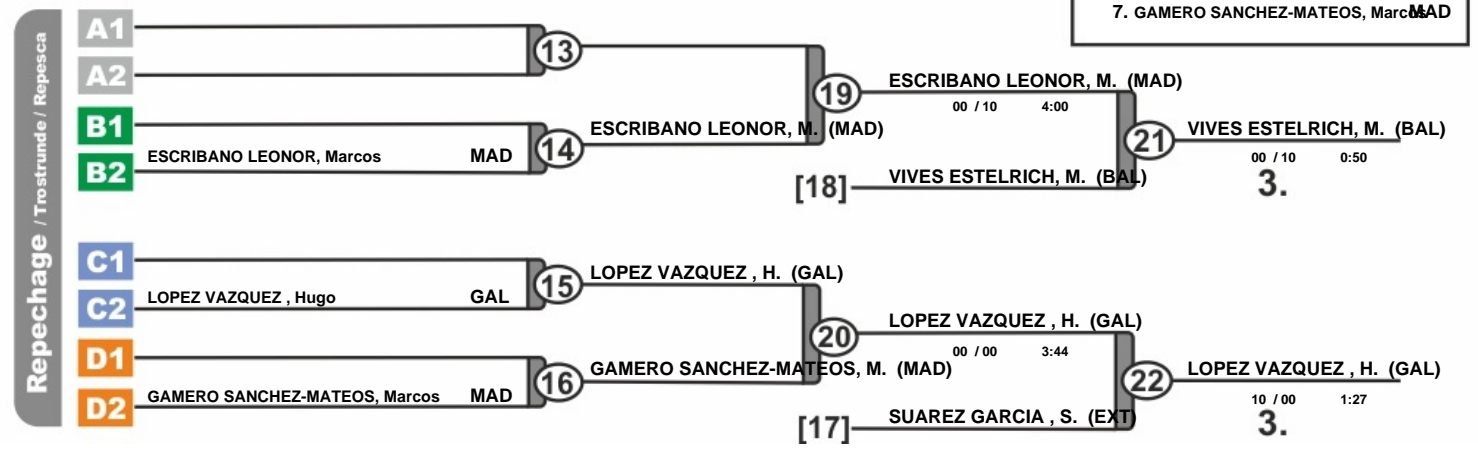 7. GAMERO SANCHEZ-MATEOS, Marcos MAD
Repechage / Trostrunde / Repesca
A1
13
A2
19
ESCRIBANO LEONOR, M. (MAD)
00 / 10 4:00
B1
ESCRIBANO LEONOR, M. (MAD)
21
VIVES ESTELRICH, M. (BAL)
00 / 10 0:50
3.
B2
ESCRIBANO LEONOR, Marcos MAD
14
[18]
VIVES ESTELRICH, M. (BAL)
C1
15
LOPEZ VAZQUEZ , H. (GAL)
C2
LOPEZ VAZQUEZ , Hugo GAL
20
LOPEZ VAZQUEZ , H. (GAL)
00 / 00 3:44
D1
16
GAMERO SANCHEZ-MATEOS, M. (MAD)
22
LOPEZ VAZQUEZ , H. (GAL)
10 / 00 1:27
3.
D2
GAMERO SANCHEZ-MATEOS, Marcos MAD
[17]
SUAREZ GARCIA , S. (EXT)